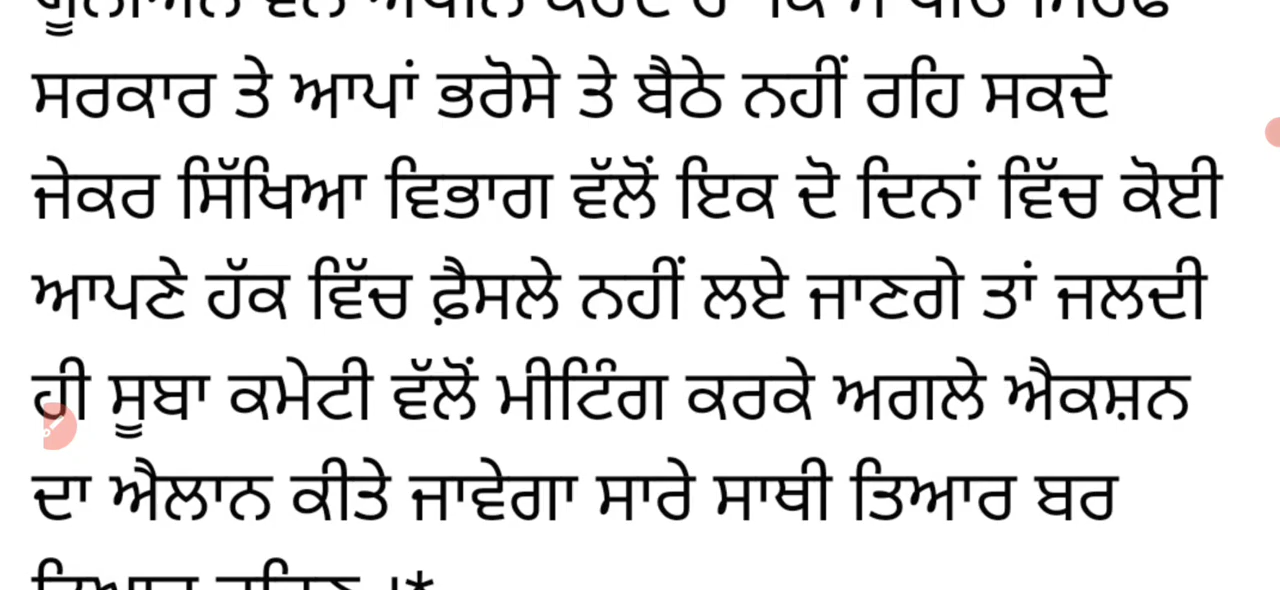 ਸਰਕਾਰ ਤੇ ਆਪਾਂ ਭਰੋਸੇ ਤੇ ਬੈਠੇ ਨਹੀਂ ਰਹਿ ਸਕਦੇ
ਜੇਕਰ ਸਿੱਖਿਆ ਵਿਭਾਗ ਵੱਲੋਂ ਇਕ ਦੋ ਦਿਨਾਂ ਵਿੱਚ ਕੋਈ
ਆਪਣੇ ਹੱਕ ਵਿੱਚ ਫ਼ੈਸਲੇ ਨਹੀਂ ਲਏ ਜਾਣਗੇ ਤਾਂ ਜਲਦੀ
ਹੀ ਸੂਬਾ ਕਮੇਟੀ ਵੱਲੋਂ ਮੀਟਿੰਗ ਕਰਕੇ ਅਗਲੇ ਐਕਸ਼ਨ
ਦਾ ਐਲਾਨ ਕੀਤੇ ਜਾਵੇਗਾ ਸਾਰੇ ਸਾਥੀ ਤਿਆਰ ਬਰ